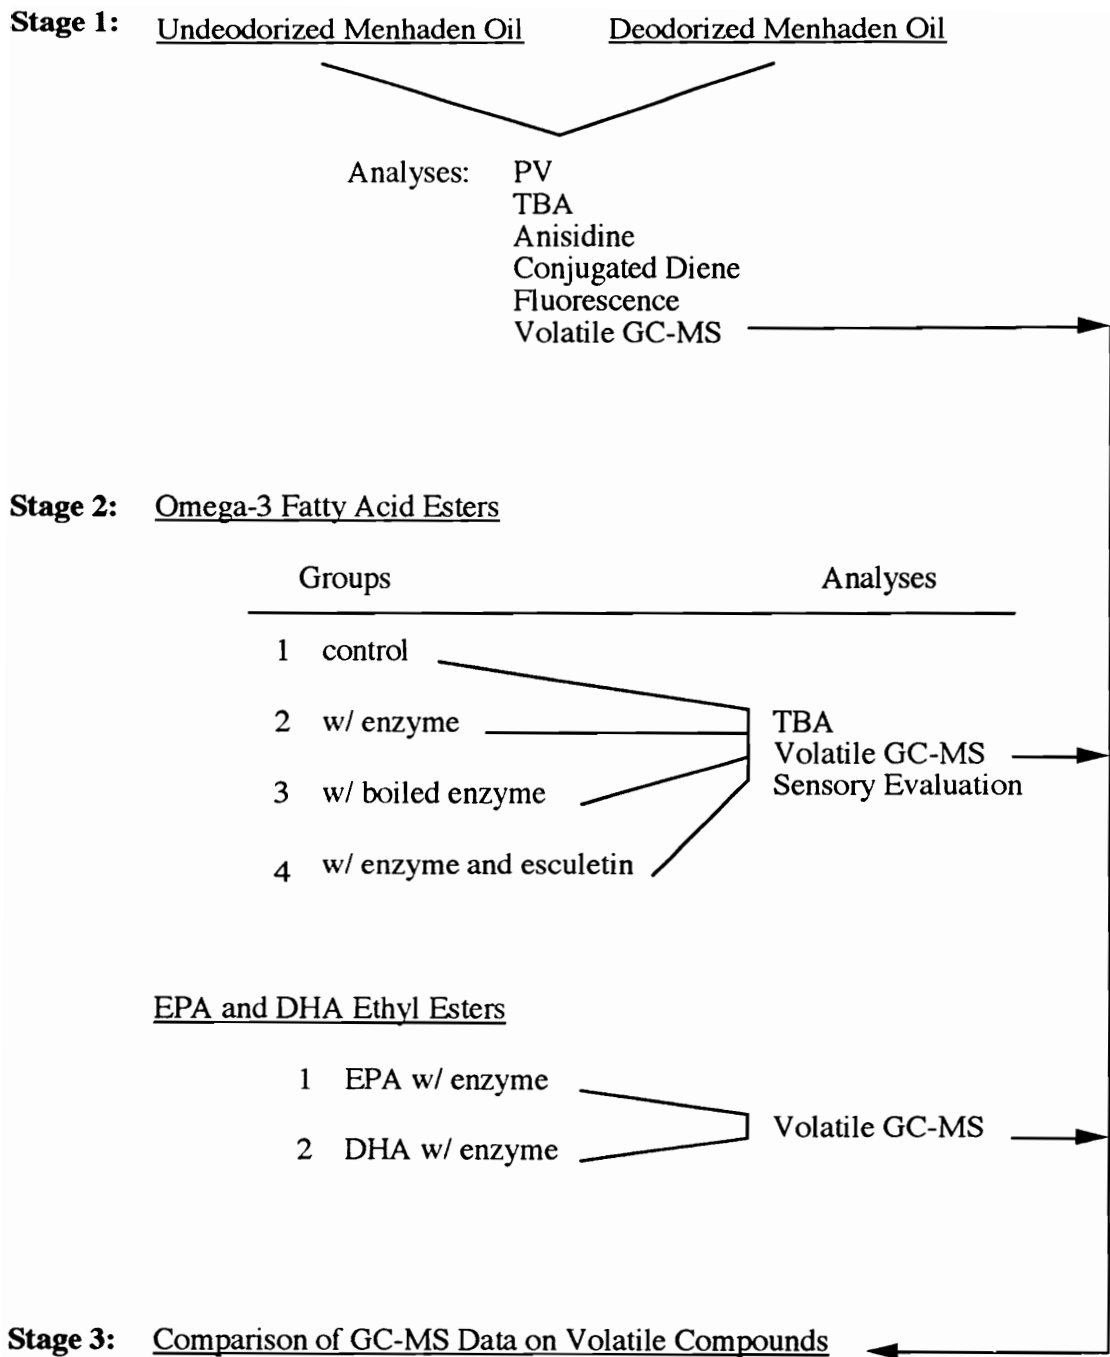 Stage 1: Undeodorized Menhaden Oil Deodorized Menhaden Oil
Analyses: PV
TBA
Anisidine
Conjugated Diene
Fluorescence
Volatile GC-MS
Stage 2: Omega-3 Fatty Acid Esters
Groups Analyses
1 control
2 w/ enzyme
3 w/ boiled enzyme
4 w/ enzyme and esculetin
TBA
Volatile GC-MS
Sensory Evaluation
EPA and DHA Ethyl Esters
1 EPA w/ enzyme
2 DHA w/ enzyme
Volatile GC-MS
Stage 3: Comparison of GC-MS Data on Volatile Compounds